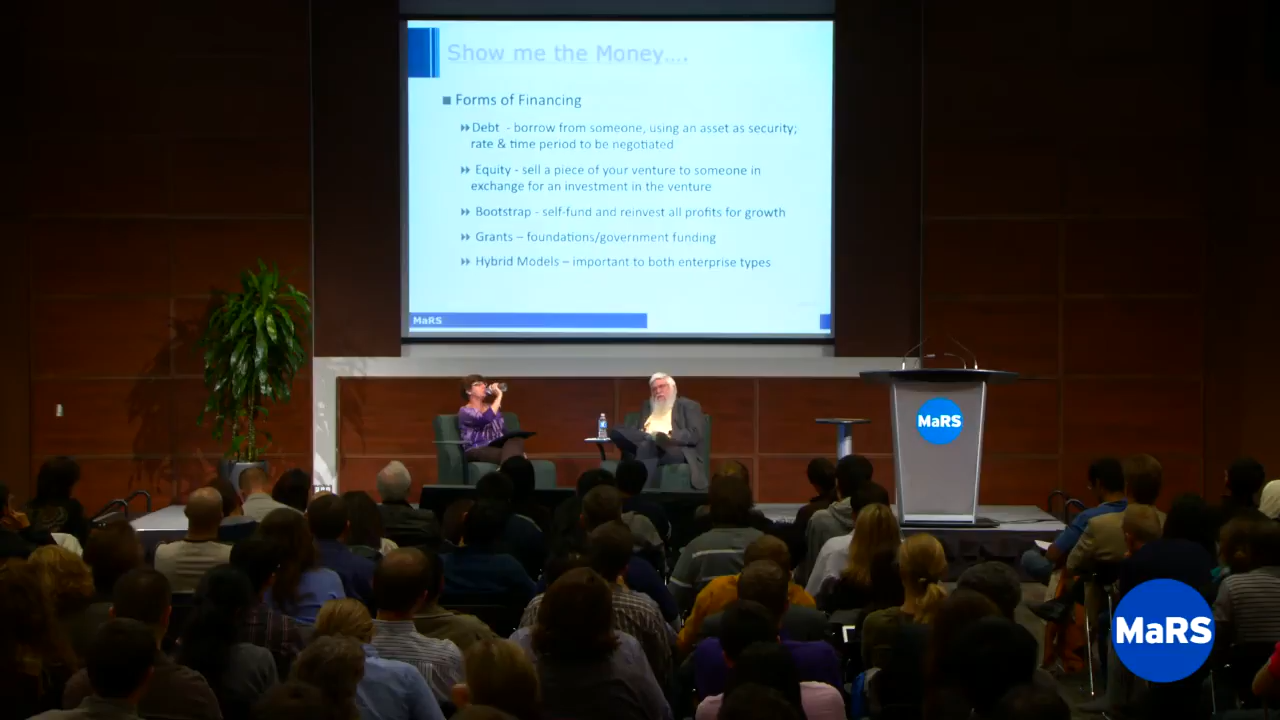 Show me the Money....
■ Forms of Financing
Debt - borrow from someone, using an asset as security;
rate & time period to be negotiated
Equity - sell a piece of your venture to someone in
exchange for an investment in the venture
Bootstrap - self-fund and reinvest all profits for growth
Grants – foundations/government funding
Hybrid Models – important to both enterprise types
MaRS
MaRS
MaRS